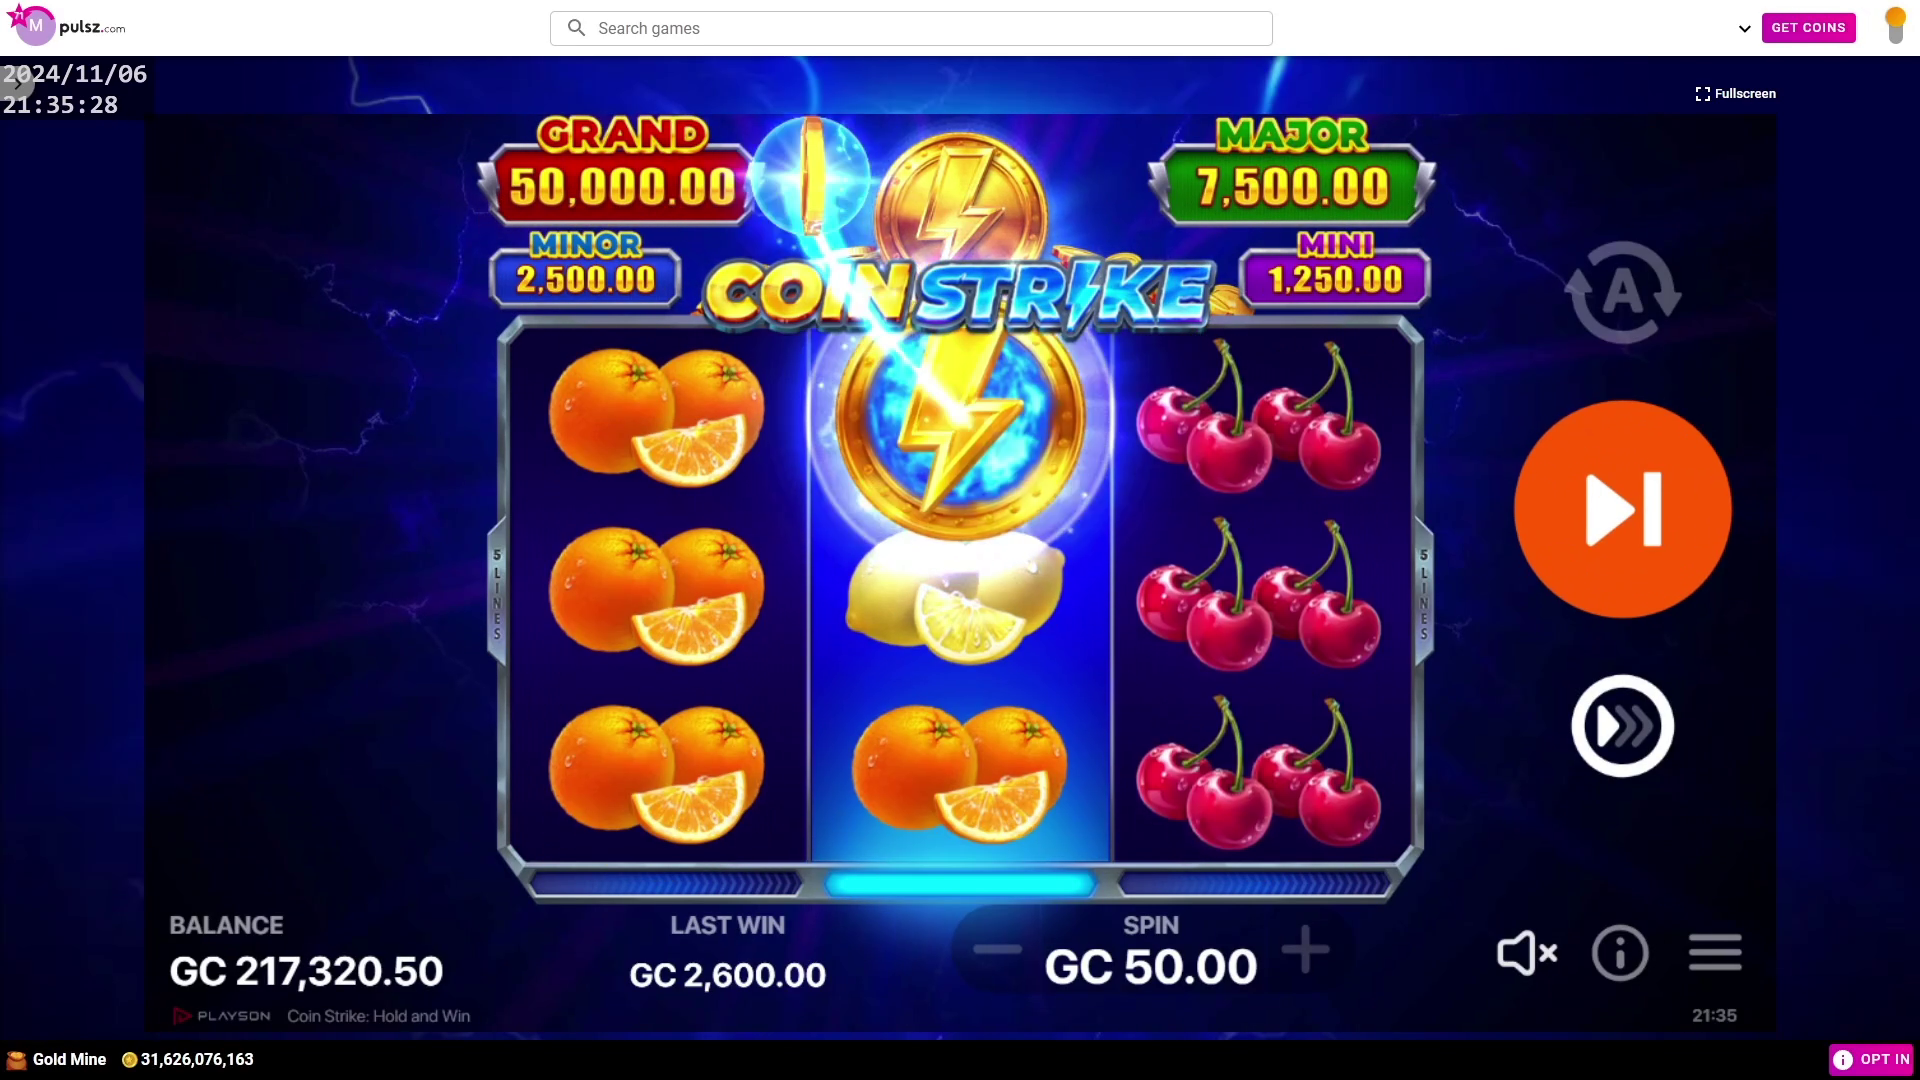 71
M
pulsz.com
Search games
GET COINS
2024/11/06
21:35:28
Fullscreen
GRAND
50,000.00
MAJOR
7,500.00
MINOR
2,500.00
MINI
1,250.00
COIN STRIKE
A
5 LINES
5 LINES
BALANCE
GC 217,320.50
LAST WIN
GC 2,600.00
SPIN
GC 50.00
PLAYSON
Coin Strike: Hold and Win
21:35
Gold Mine
31,626,076,163
OPT IN